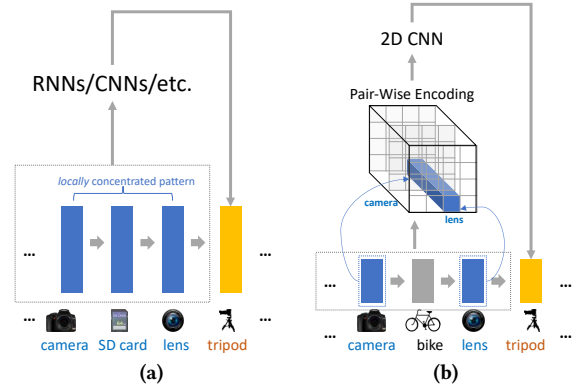 RNNs/CNNs/etc.
locally concentrated pattern
... ...
camera SD card lens tripod
... ...
(a)
2D CNN
Pair-Wise Encoding
camera
lens
... ...
camera bike lens tripod
... ...
(b)